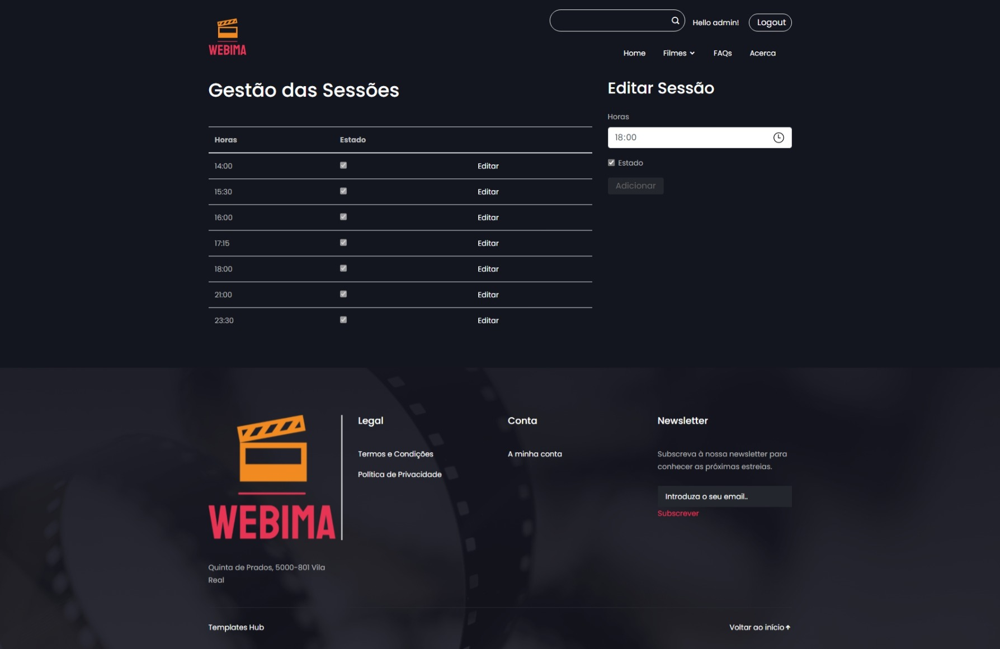 WEBIMA
Hello admin!
Logout
Home
Filmes
FAQs
Acerca
Gestão das Sessões
Horas
Estado
14:00
Editar
15:30
Editar
16:00
Editar
17:15
Editar
18:00
Editar
21:00
Editar
23:30
Editar
Editar Sessão
Horas
18:00
Estado
Adicionar
WEBIMA
Quinta de Prados, 5000-801 Vila
Real
Legal
Termos e Condições
Política de Privacidade
Conta
A minha conta
Newsletter
Subscreva à nossa newsletter para
conhecer as próximas estreias.
Introduza o seu email..
Subscrever
Templates Hub
Voltar ao início